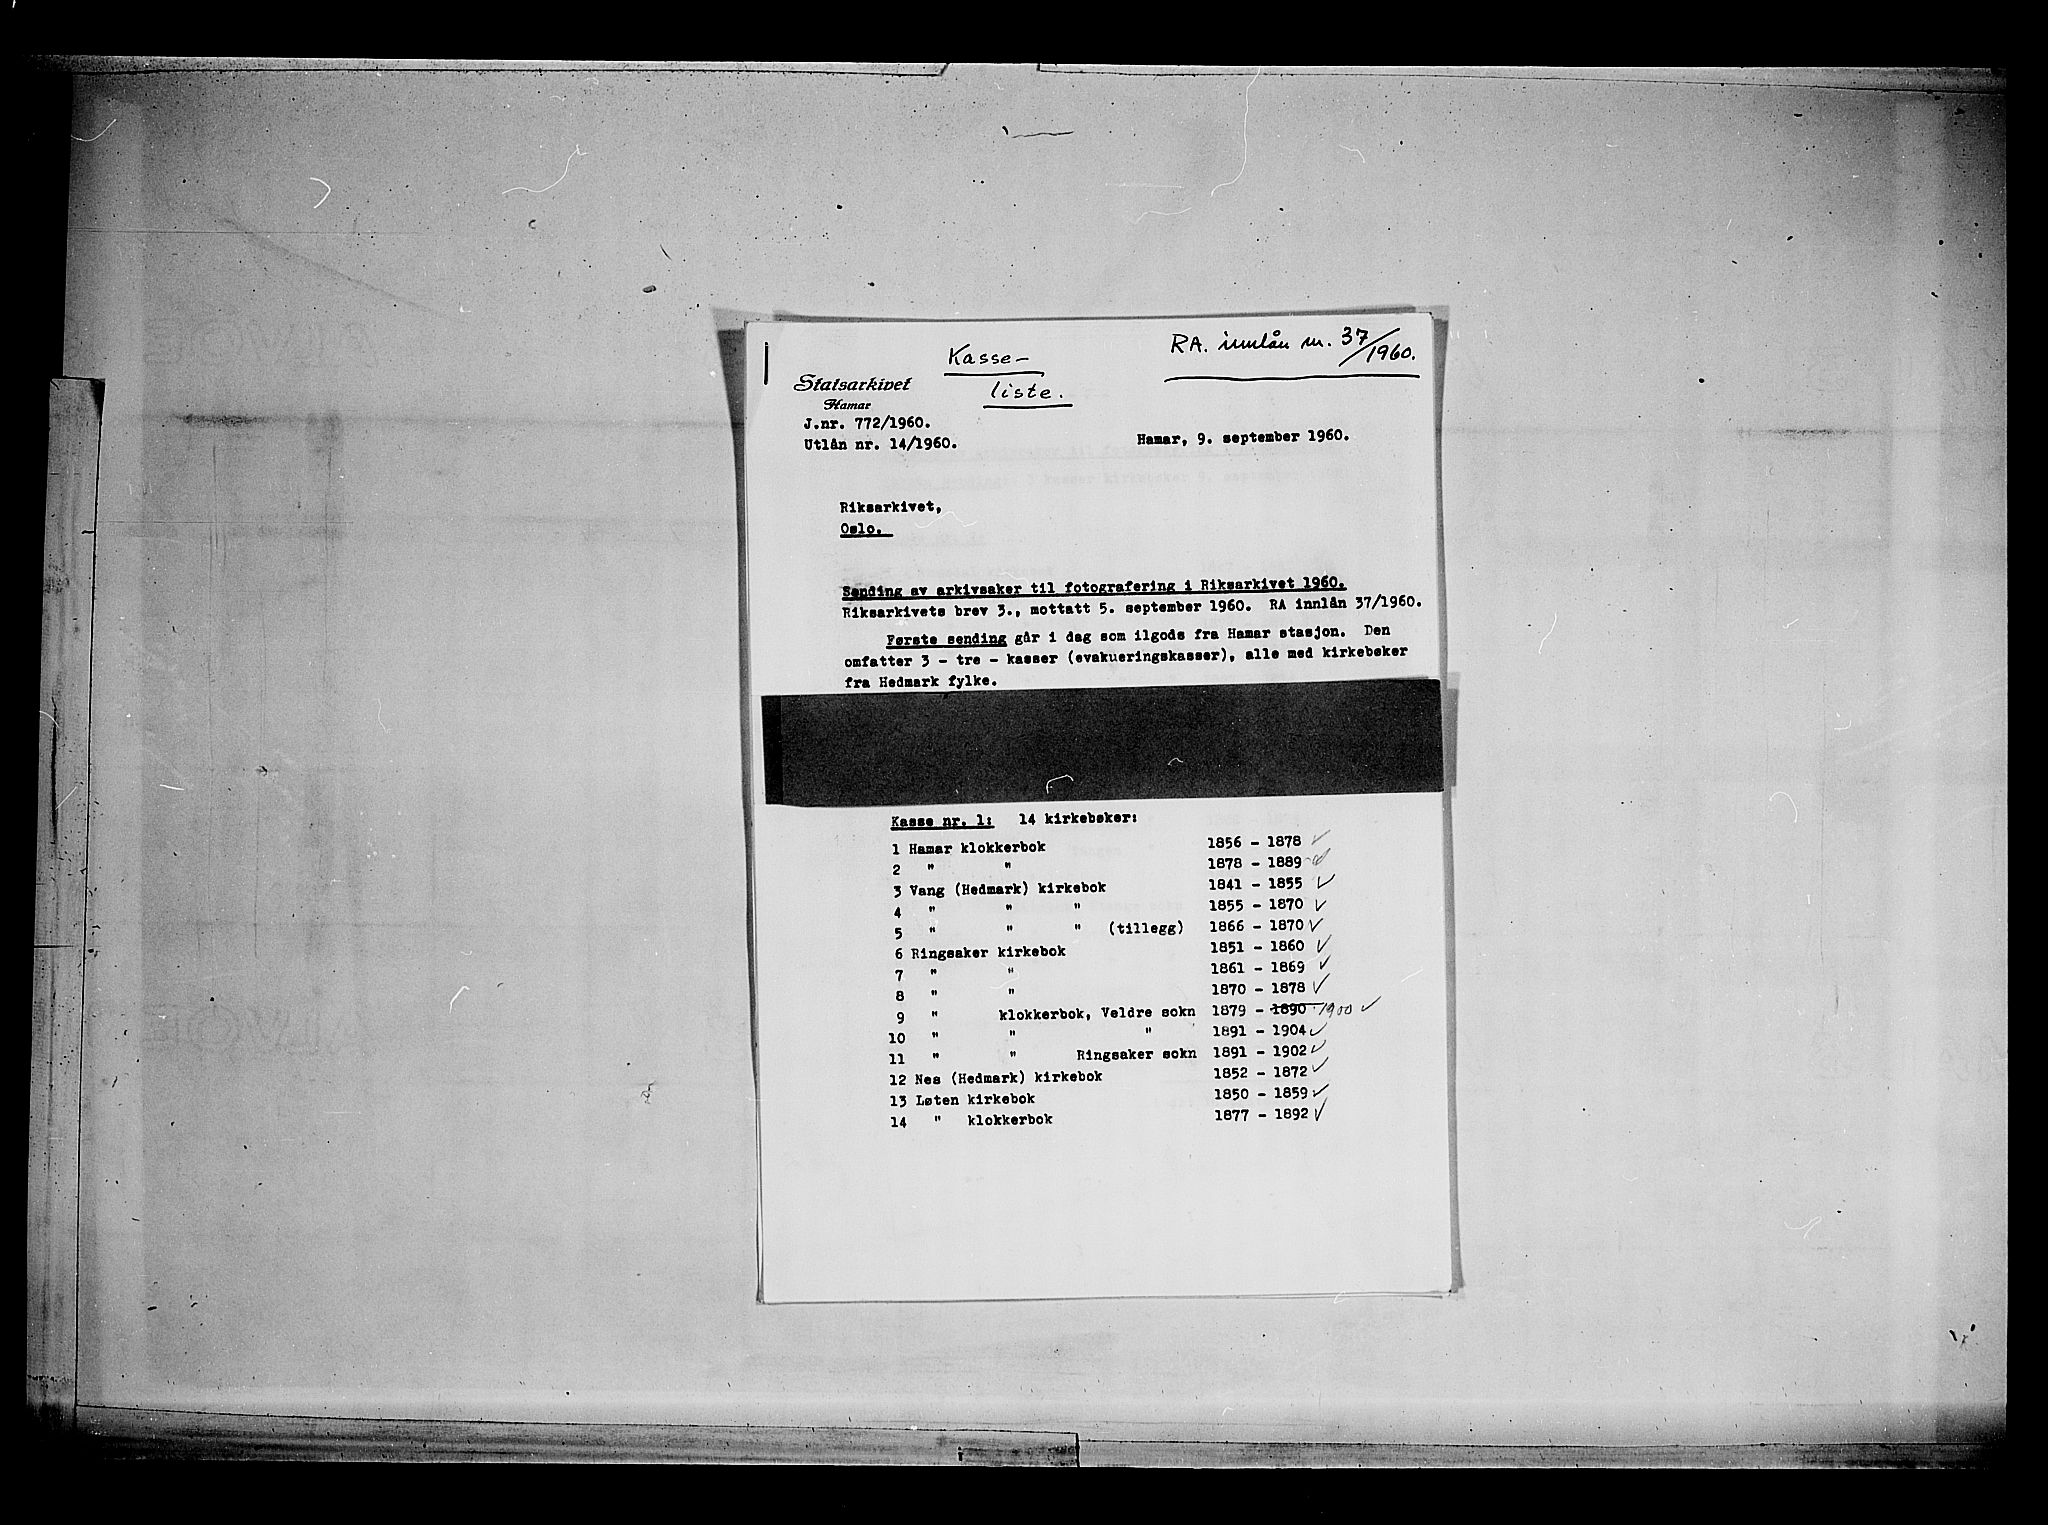 Kasse-
liste.
RA. innlån nr. 37/1960.
Statsarkivet
Hamar
J.nr. 772/1960.
Utlån nr. 14/1960.
Hamar, 9. september 1960.
Riksarkivet,
Oslo.
Sending av arkivsaker til fotografering i Riksarkivet 1960.
Riksarkivets brev 3., mottatt 5. september 1960. RA innlån 37/1960.
Første sending går i dag som ilgods fra Hamar stasjon. Den
omfatter 3 - tre - kasser (evakueringskasser), alle med kirkebøker
fra Hedmark fylke.
Kasse nr. 1: 14 kirkebøker:
1 Hamar klokkerbok 1856 - 1878 ✓
2 " " 1878 - 1889
3 Vang (Hedmark) kirkebok 1841 - 1855 ✓
4 " " " 1855 - 1870 ✓
5 " " " (tillegg) 1866 - 1870 ✓
6 Ringsaker kirkebok 1851 - 1860 ✓
7 " " 1861 - 1869 ✓
8 " " 1870 - 1878 ✓
9 " klokkerbok, Veldre sokn 1879 - 1890 1900 ✓
10 " " " 1891 - 1904 ✓
11 " " Ringsaker sokn 1891 - 1902 ✓
12 Nes (Hedmark) kirkebok 1852 - 1872 ✓
13 Løten kirkebok 1850 - 1859 ✓
14 " klokkerbok 1877 - 1892 ✓